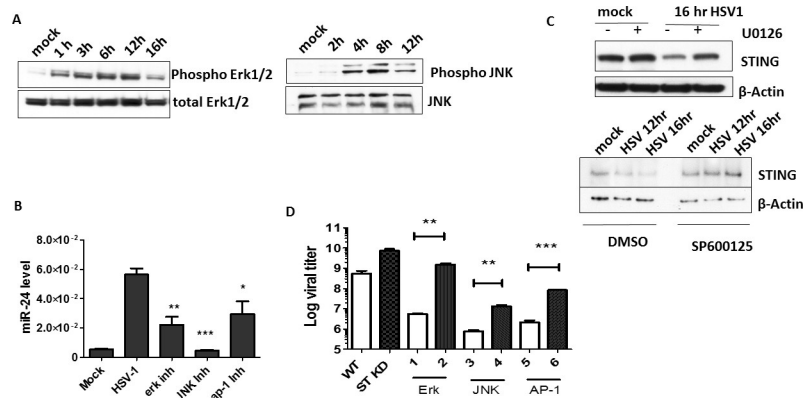 A
mock
1 h
3h
6h
12h
16h
Phospho Erk1/2
total Erk1/2
mock
2h
4h
8h
12h
Phospho JNK
JNK
C
mock
16 hr HSV1
- + - + U0126
STING
β-Actin
mock
HSV 12hr
HSV 16hr
mock
HSV 12hr
HSV 16hr
STING
β-Actin
DMSO
SP600125
B
miR-24 level
8.0×10⁻²
6.0×10⁻²
4.0×10⁻²
2.0×10⁻²
0
**
***
*
Mock
HSV-1
erk inh
JNK Inh
ap-1 Inh
D
Log viral titer
11
10
9
8
7
6
5
**
**
***
WT
ST KD
1
2
3
4
5
6
Erk
JNK
AP-1